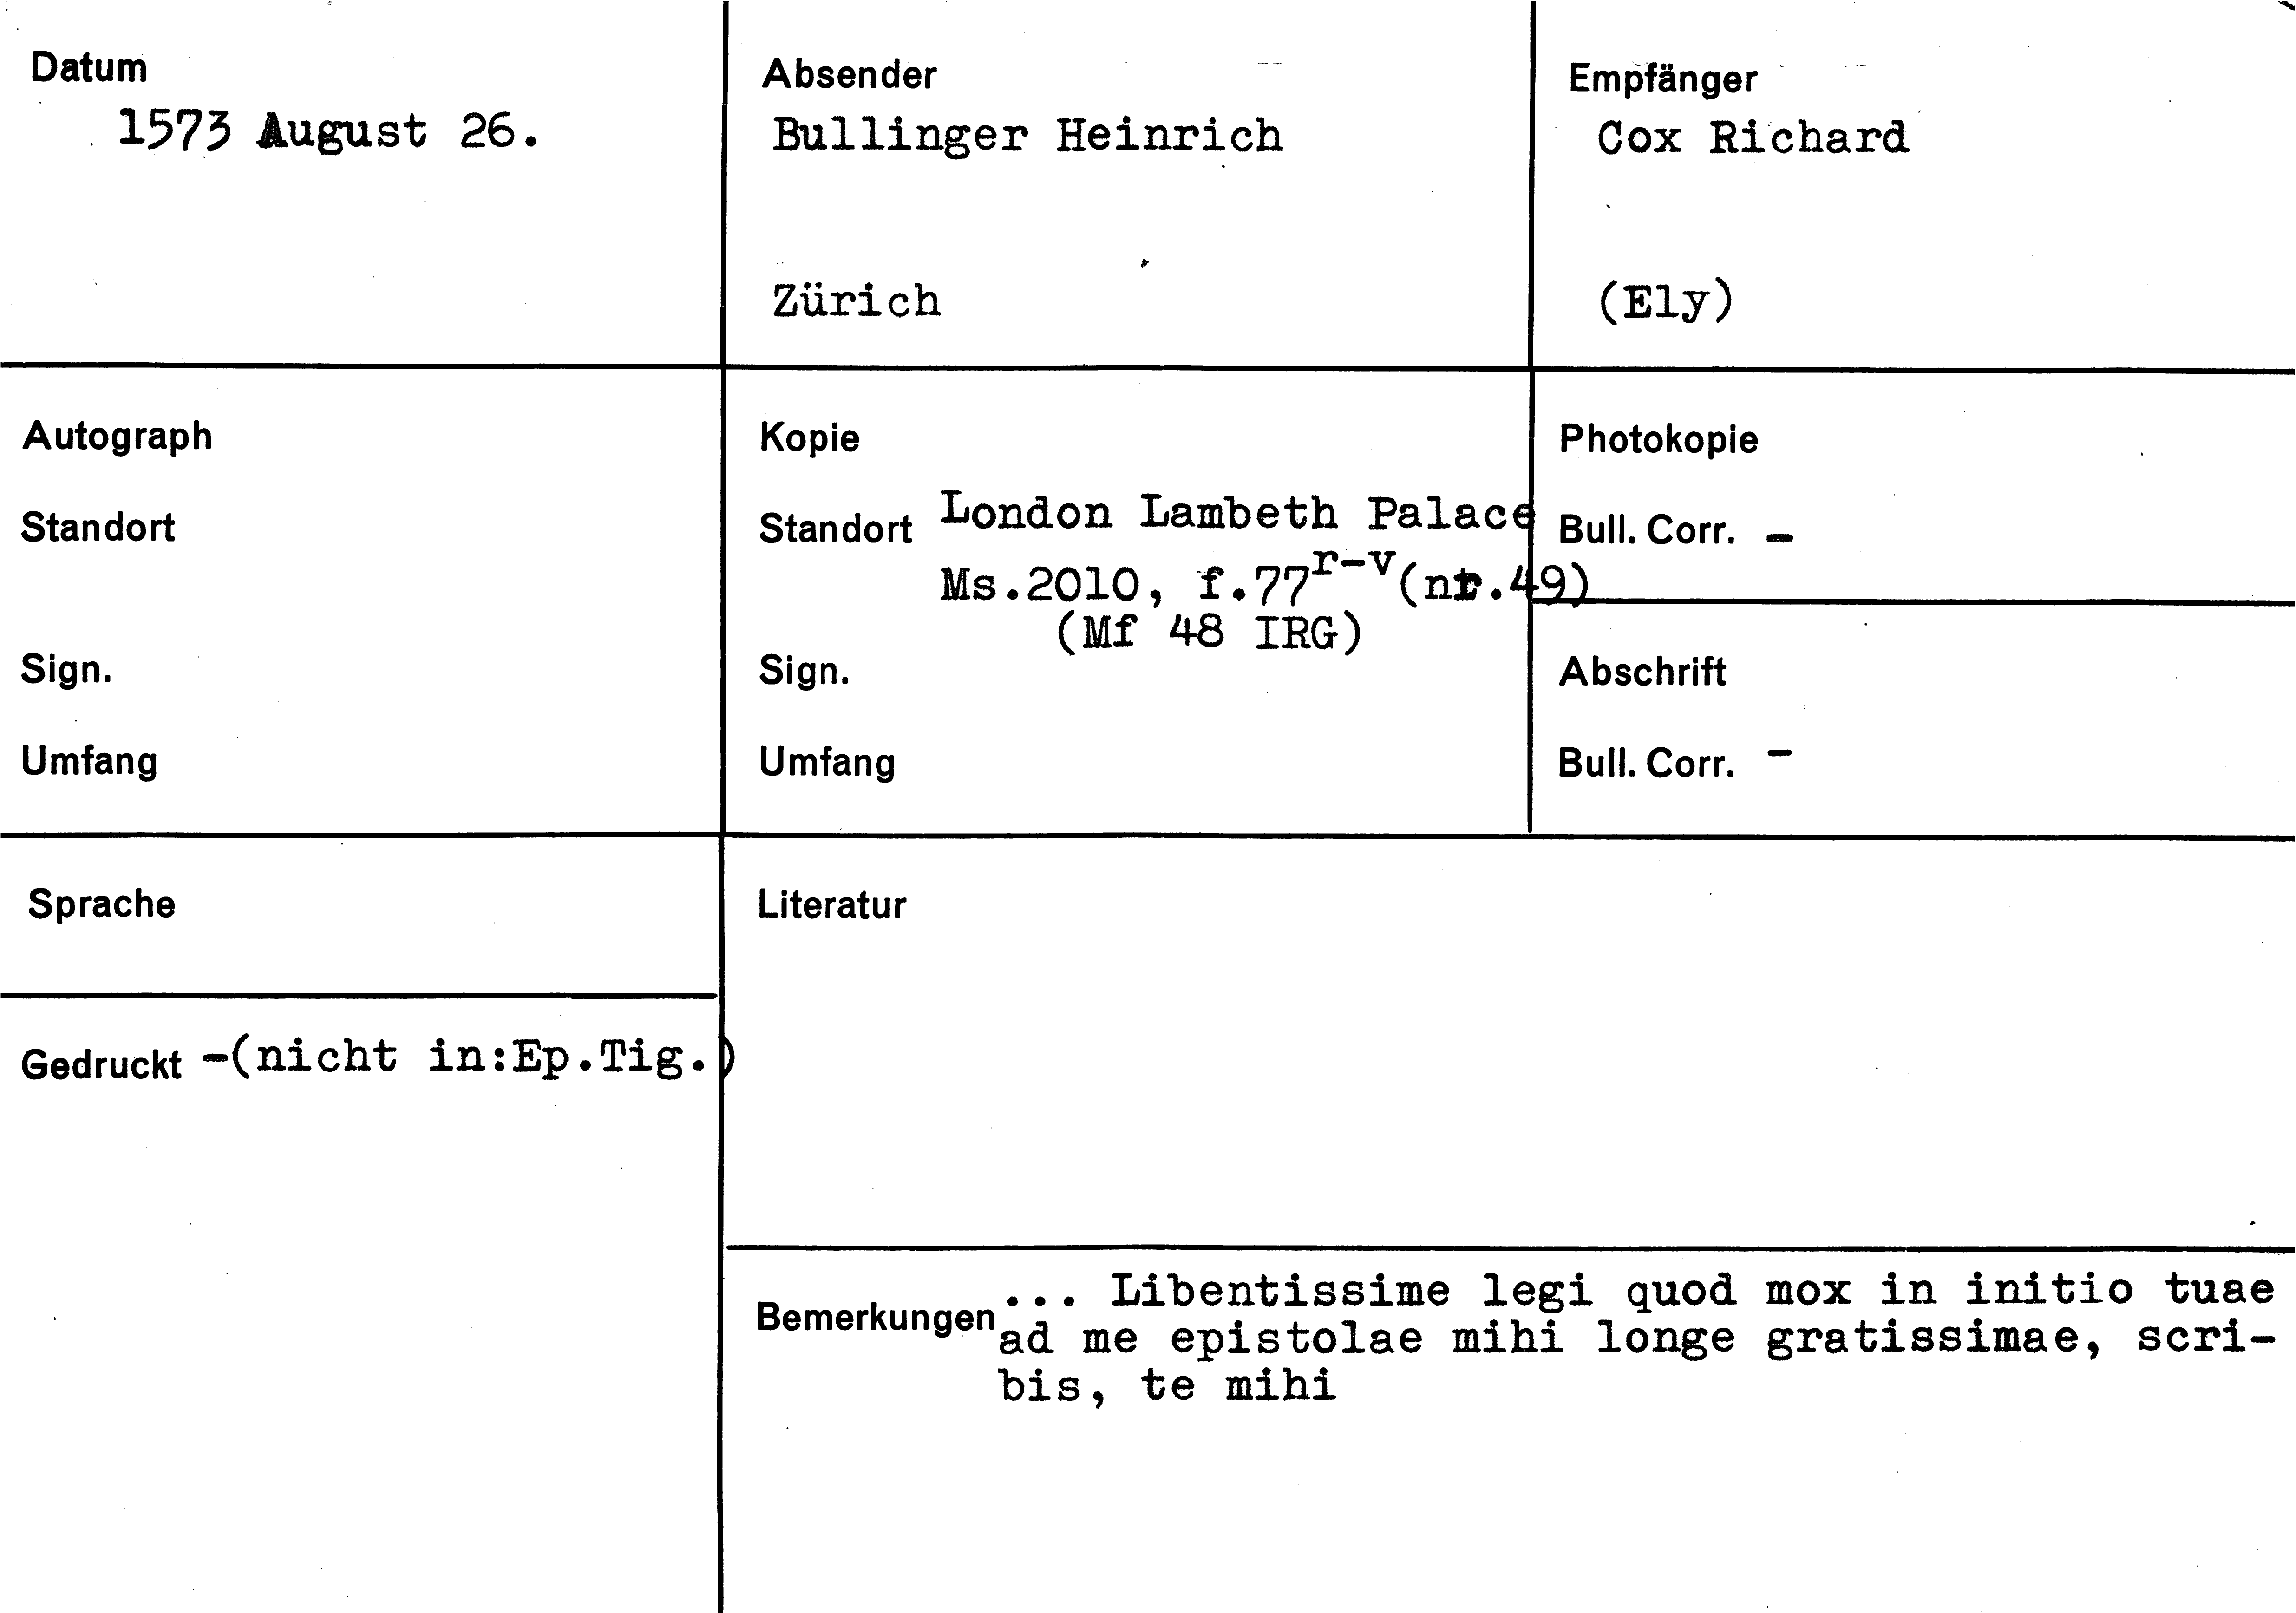 Datum
1573 August 26.
Absender
Bullinger Heinrich
Zürich
Empfänger
Cox Richard
(Ely)
Autograph
Standort
Sign.
Umfang
Kopie
Standort London Lambeth Palace
Ms.2010, f.77r-v(nr.49)
(Mf 48 IRG)
Sign.
Umfang
Photokopie
Bull. Corr. -
Abschrift
Bull. Corr. -
Sprache
Literatur
Gedruckt -(nicht in:Ep.Tig.)
Bemerkungen ... Libentissime legi quod mox in initio tuae
ad me epistolae mihi longe gratissimae, scri-
bis, te mihi